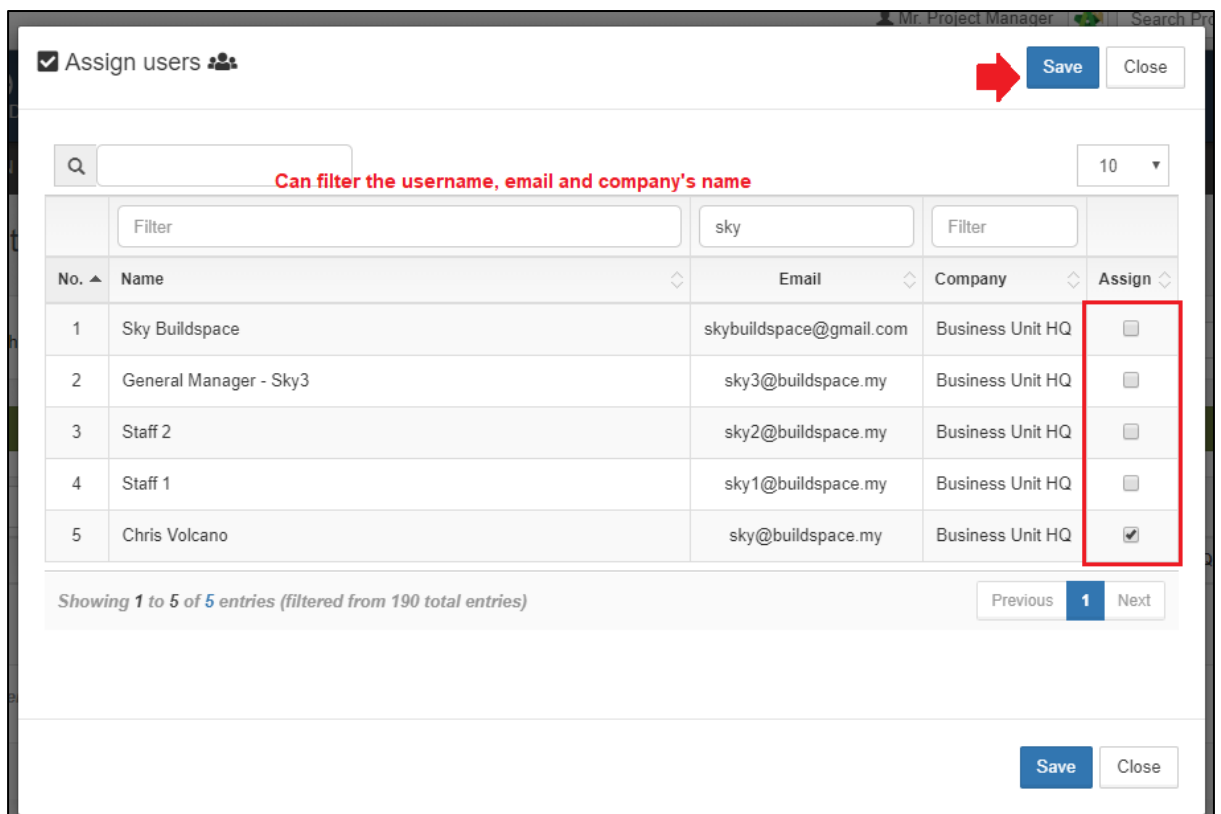 Mr. Project Manager Search Pro
Assign users
Save Close
10
Can filter the username, email and company's name
Filter sky Filter
No. Name Email Company Assign
1 Sky Buildspace skybuildspace@gmail.com Business Unit HQ
2 General Manager - Sky3 sky3@buildspace.my Business Unit HQ
3 Staff 2 sky2@buildspace.my Business Unit HQ
4 Staff 1 sky1@buildspace.my Business Unit HQ
5 Chris Volcano sky@buildspace.my Business Unit HQ
Showing 1 to 5 of 5 entries (filtered from 190 total entries) Previous 1 Next
Save Close